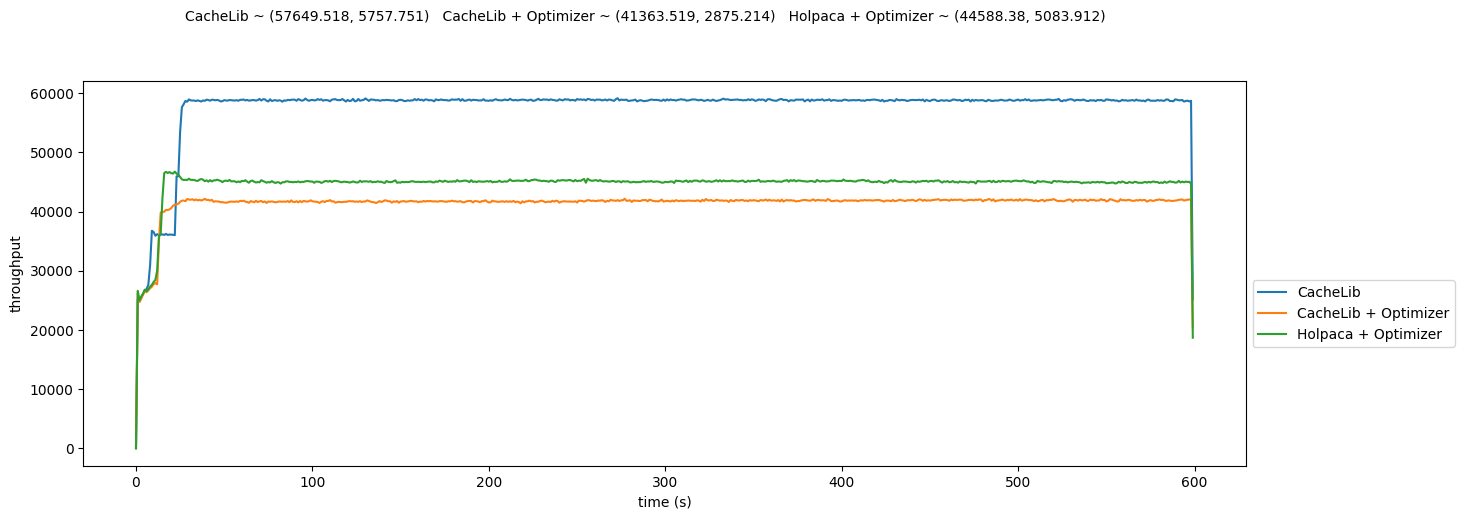 CacheLib ~ (57649.518, 5757.751)   CacheLib + Optimizer ~ (41363.519, 2875.214)   Holpaca + Optimizer ~ (44588.38, 5083.912)
60000
50000
40000
30000
20000
10000
0
throughput
0 100 200 300 400 500 600
time (s)
CacheLib
CacheLib + Optimizer
Holpaca + Optimizer